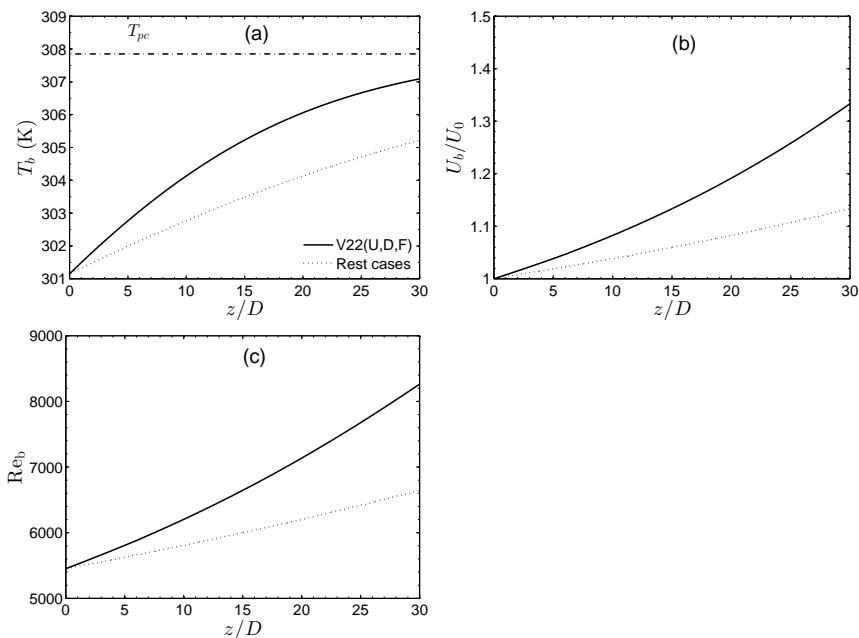 309
308
307
306
305
304
303
302
301
T_b (K)
T_{pc}
(a)
V22(U,D,F)
Rest cases
0 5 10 15 20 25 30
z/D
1.5
1.4
1.3
1.2
1.1
1
U_b/U_0
(b)
0 5 10 15 20 25 30
z/D
9000
8000
7000
6000
5000
Re_b
(c)
0 5 10 15 20 25 30
z/D